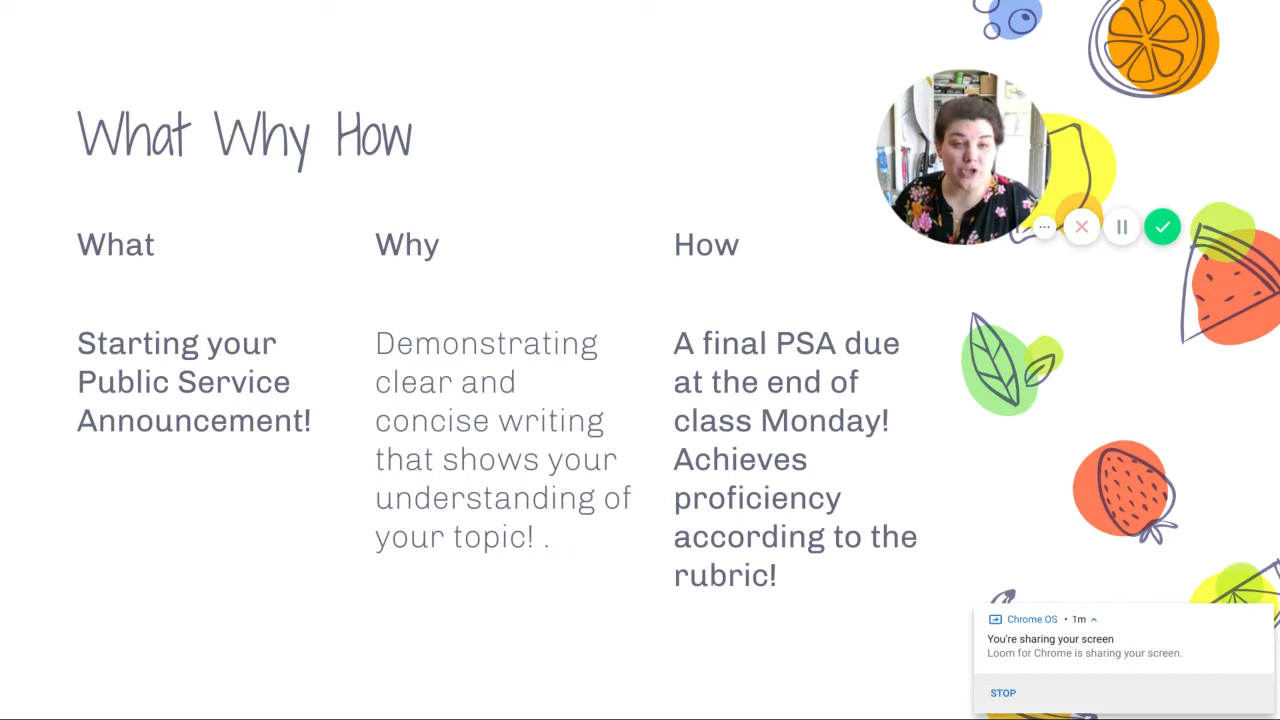 What Why How
What
Starting your
Public Service
Announcement!
Why
Demonstrating
clear and
concise writing
that shows your
understanding of
your topic! .
How
A final PSA due
at the end of
class Monday!
Achieves
proficiency
according to the
rubric!
Chrome OS • 1m
You're sharing your screen
Loom for Chrome is sharing your screen.
STOP